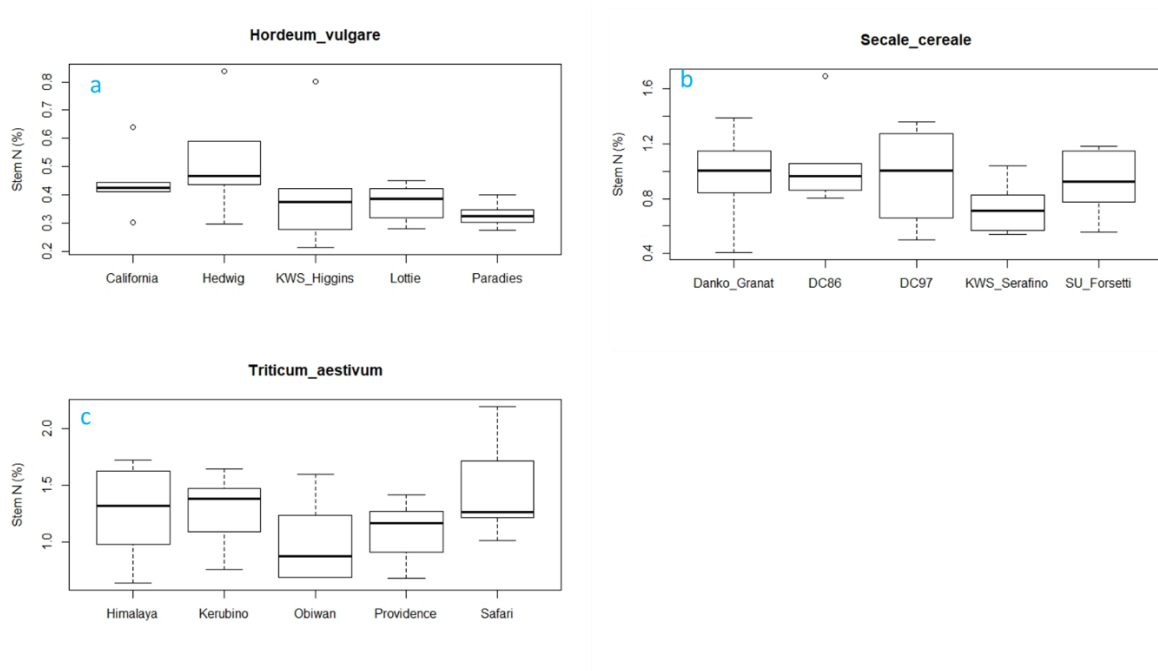 Hordeum_vulgare
a
Stem N (%)
0.8
0.7
0.6
0.5
0.4
0.3
0.2
California Hedwig KWS_Higgins Lottie Paradies
Secale_cereale
b
Stem N (%)
1.6
1.2
0.8
0.4
Danko_Granat DC86 DC97 KWS_Serafino SU_Forsetti
Triticum_aestivum
c
Stem N (%)
2.0
1.5
1.0
Himalaya Kerubino Obiwan Providence Safari